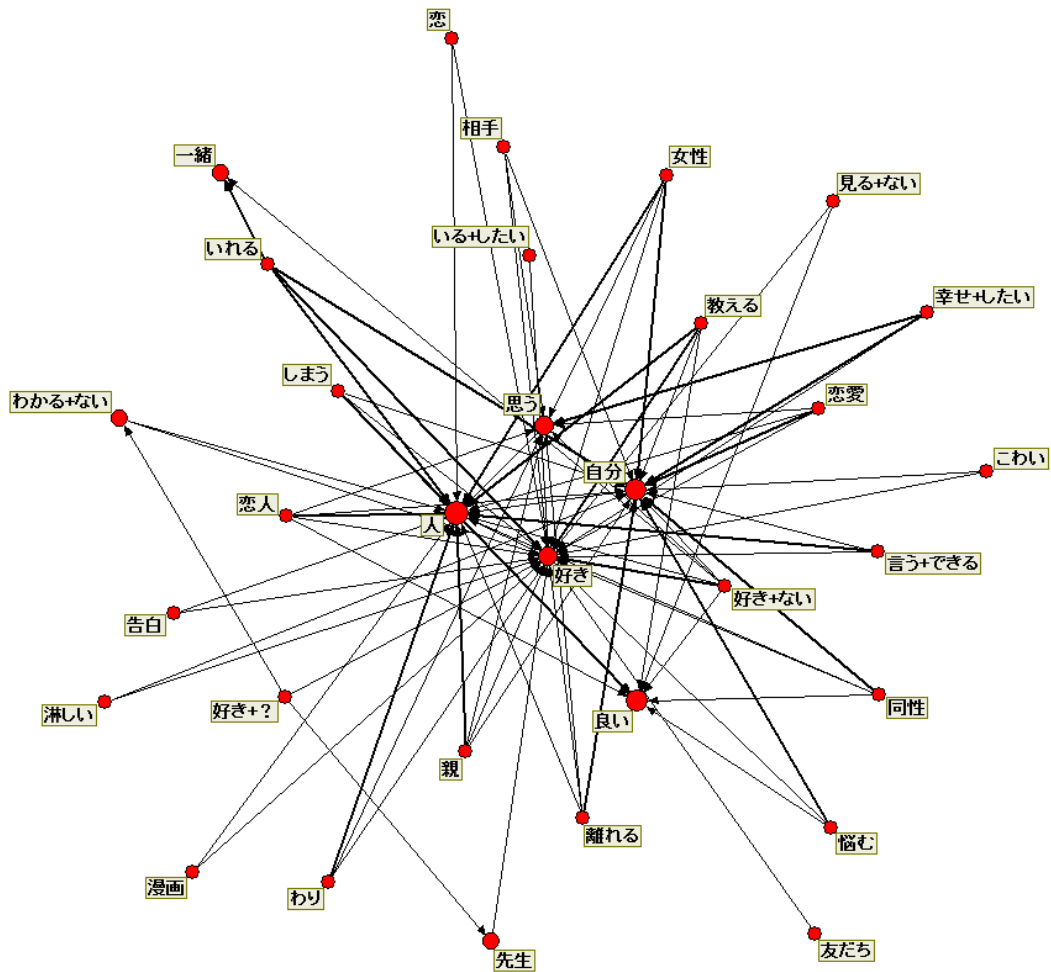 恋
相手
一緒
女性
見る+ない
いる+したい
いれる
教える
幸せ+したい
しまう
わかる+ない
思う
恋愛
自分
こわい
恋人
人
好き
言う+できる
好き+ない
告白
淋しい
好き+?
良い
同性
親
離れる
悩む
漫画
わり
先生
友だち